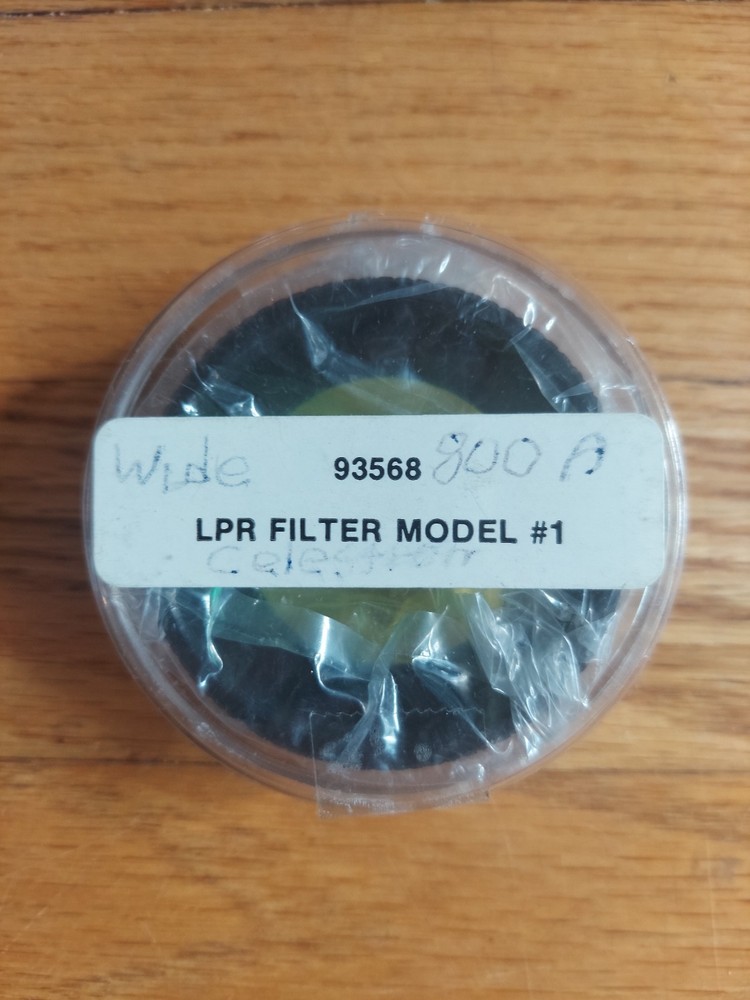 Wide 93568 800 A
LPR FILTER MODEL #1
Celestron